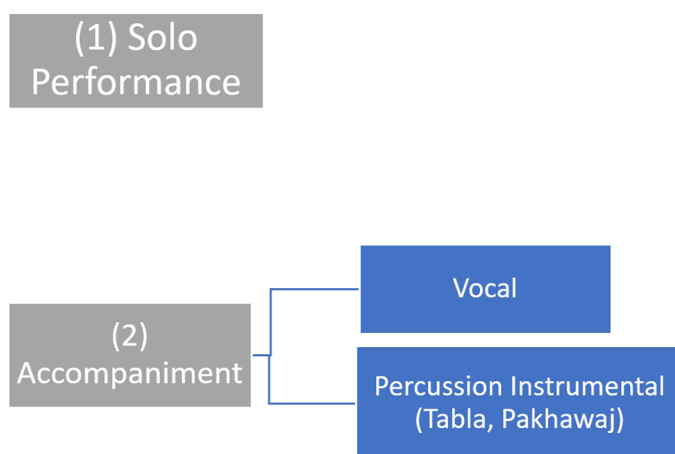 (1) Solo
Performance
Vocal
(2)
Accompaniment
Percussion Instrumental
(Tabla, Pakhawaj)